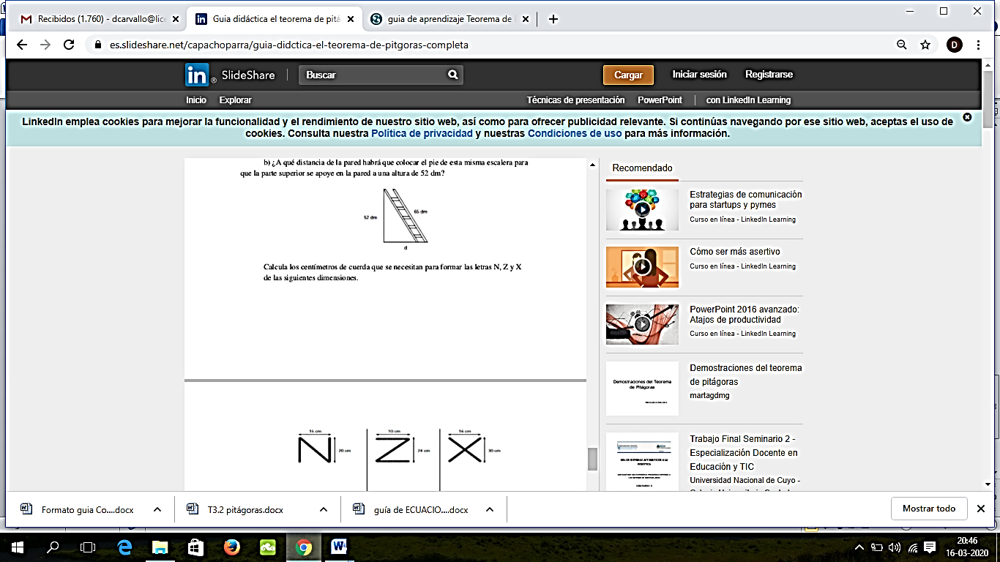 Recibidos (1.760) - dcarvallo@lice
Guia didáctica el teorema de pitá
guia de aprendizaje Teorema de
es.slideshare.net/capachoparra/guia-didctica-el-teorema-de-pitgoras-completa
D
in SlideShare
Buscar
Cargar
Iniciar sesión
Registrarse
Inicio Explorar
Técnicas de presentación PowerPoint con LinkedIn Learning
LinkedIn emplea cookies para mejorar la funcionalidad y el rendimiento de nuestro sitio web, así como para ofrecer publicidad relevante. Si continúas navegando por ese sitio web, aceptas el uso de
cookies. Consulta nuestra Política de privacidad y nuestras Condiciones de uso para más información.
b) ¿A qué distancia de la pared habrá que colocar el pie de esta misma escalera para
que la parte superior se apoye en la pared a una altura de 52 dm?
52 dm
65 dm
d
Calcula los centímetros de cuerda que se necesitan para formar las letras N, Z y X
de las siguientes dimensiones.
15 cm
N
20 cm
10 cm
Z
24 cm
16 cm
X
30 cm
Recomendado
Estrategias de comunicación
para startups y pymes
Curso en línea - LinkedIn Learning
Cómo ser más asertivo
Curso en línea - LinkedIn Learning
PowerPoint 2016 avanzado:
Atajos de productividad
Curso en línea - LinkedIn Learning
Demostraciones del Teorema
de Pitágoras
Demostraciones del teorema
de pitágoras
martagdmg
Trabajo Final Seminario 2 -
Especialización Docente en
Educación y TIC
Universidad Nacional de Cuyo -
Formato guia Co....docx
T3.2 pitágoras.docx
guía de ECUACIO....docx
Mostrar todo
20:46
16-03-2020